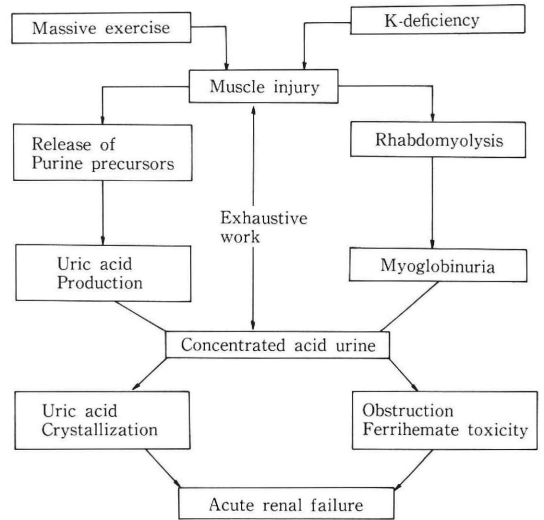 Massive exercise
K-deficiency
Muscle injury
Release of
Purine precursors
Rhabdomyolysis
Exhaustive
work
Uric acid
Production
Myoglobinuria
Concentrated acid urine
Uric acid
Crystallization
Obstruction
Ferrihemate toxicity
Acute renal failure